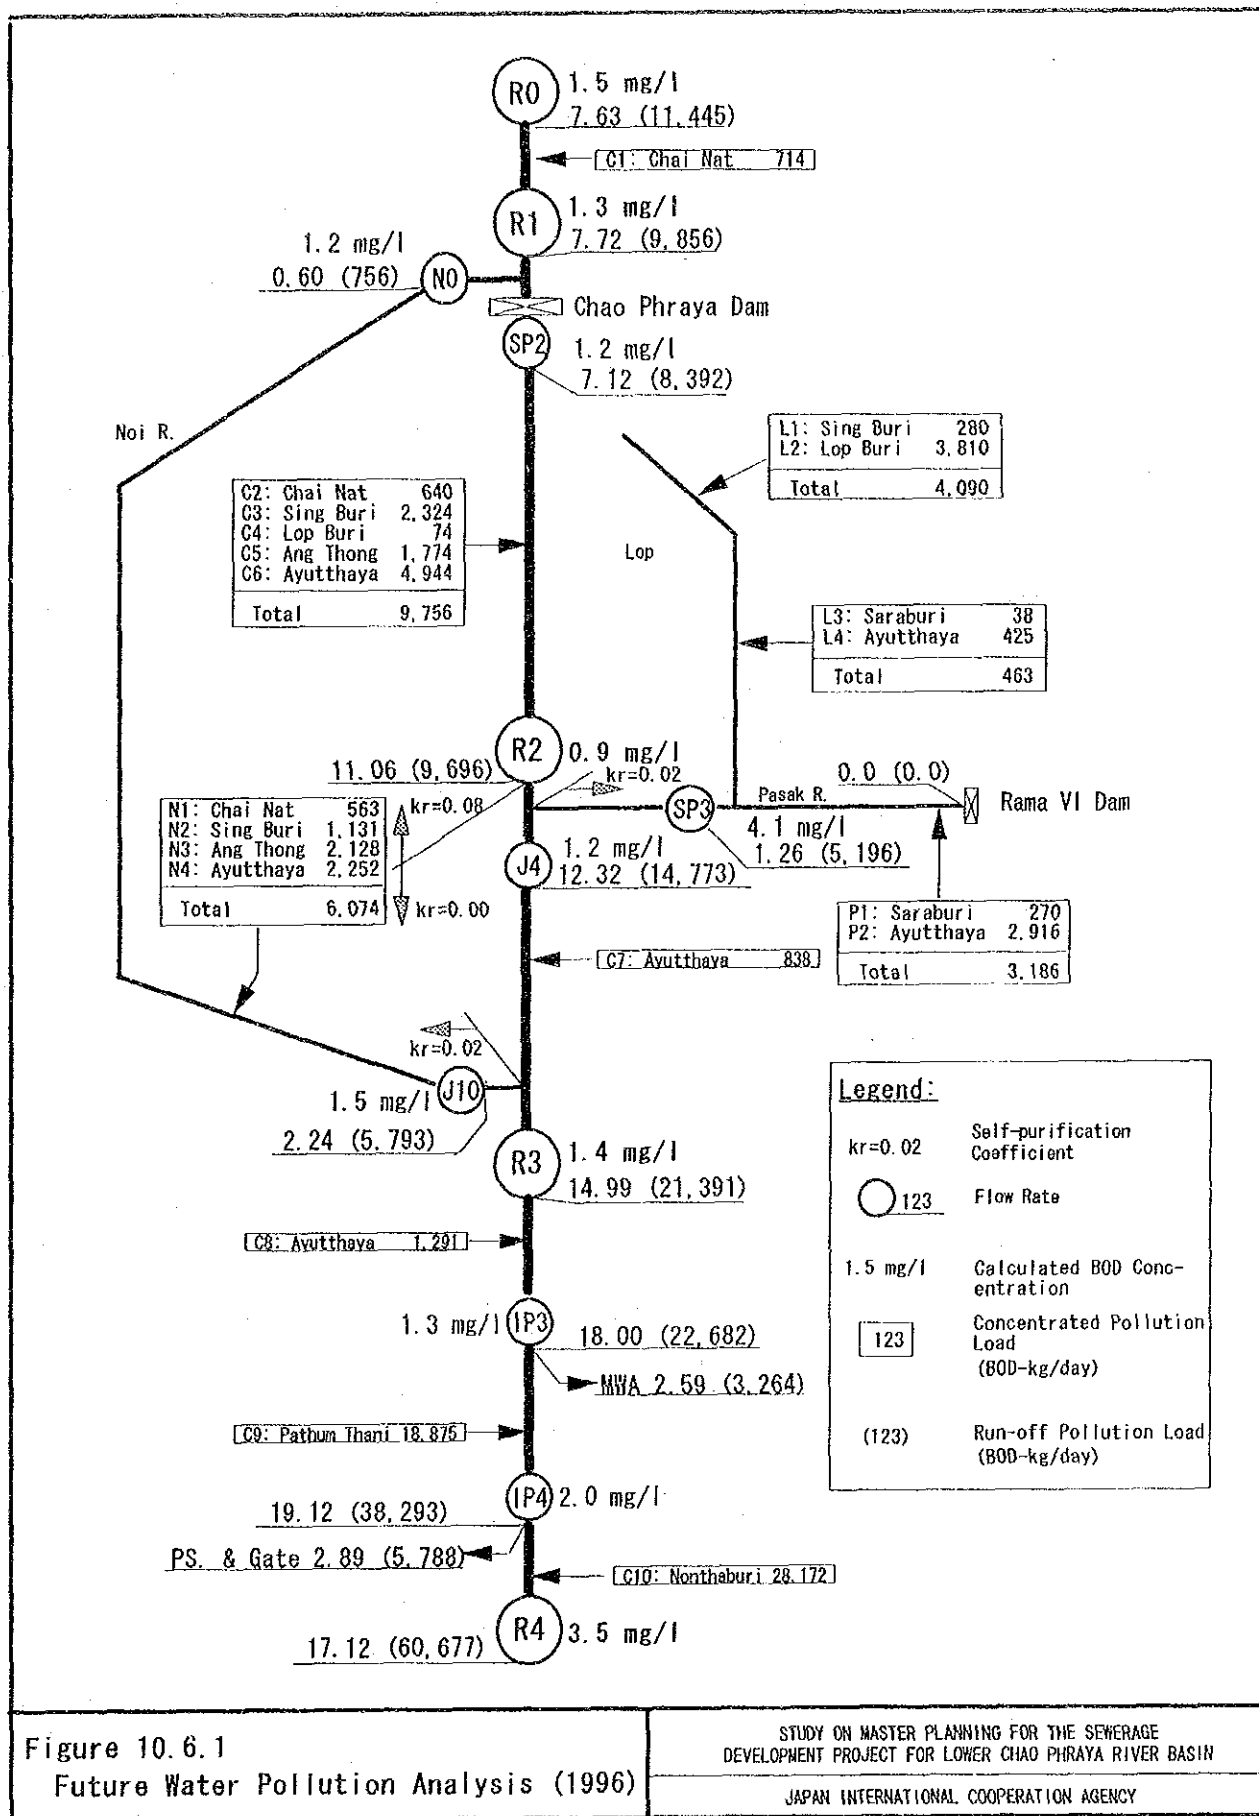 R0
1.5 mg/l
7.63 (11,445)
C1: Chai Nat 714
R1
1.3 mg/l
7.72 (9,856)
1.2 mg/l
0.60 (756)
N0
Chao Phraya Dam
SP2
1.2 mg/l
7.12 (8,392)
Noi R.
L1: Sing Buri 280
L2: Lop Buri 3,810
Total 4,090
C2: Chai Nat 640
C3: Sing Buri 2,324
C4: Lop Buri 74
C5: Ang Thong 1,774
C6: Ayutthaya 4,944
Total 9,756
Lop
L3: Saraburi 38
L4: Ayutthaya 425
Total 463
R2
0.9 mg/l
11.06 (9,696)
kr=0.02
0.0 (0.0)
Pasak R.
SP3
Rama VI Dam
4.1 mg/l
1.26 (5,196)
N1: Chai Nat 563
N2: Sing Buri 1,131
N3: Ang Thong 2,128
N4: Ayutthaya 2,252
Total 6,074
kr=0.08
kr=0.00
J4
1.2 mg/l
12.32 (14,773)
P1: Saraburi 270
P2: Ayutthaya 2,916
Total 3,186
C7: Ayutthaya 838
kr=0.02
J10
1.5 mg/l
2.24 (5,793)
R3
1.4 mg/l
14.99 (21,391)
C8: Ayutthaya 1,291
1.3 mg/l
IP3
18.00 (22,682)
MWA 2.59 (3,264)
C9: Pathum Thani 18,875
IP4
2.0 mg/l
19.12 (38,293)
PS. & Gate 2.89 (5,788)
C10: Nonthaburi 28,172
R4
3.5 mg/l
17.12 (60,677)
Legend:
kr=0.02 Self-purification
Coefficient
123 Flow Rate
1.5 mg/l Calculated BOD Conc-
entration
123 Concentrated Pollution
Load
(BOD-kg/day)
(123) Run-off Pollution Load
(BOD-kg/day)
Figure 10.6.1
Future Water Pollution Analysis (1996)
STUDY ON MASTER PLANNING FOR THE SEWERAGE
DEVELOPMENT PROJECT FOR LOWER CHAO PHRAYA RIVER BASIN
JAPAN INTERNATIONAL COOPERATION AGENCY